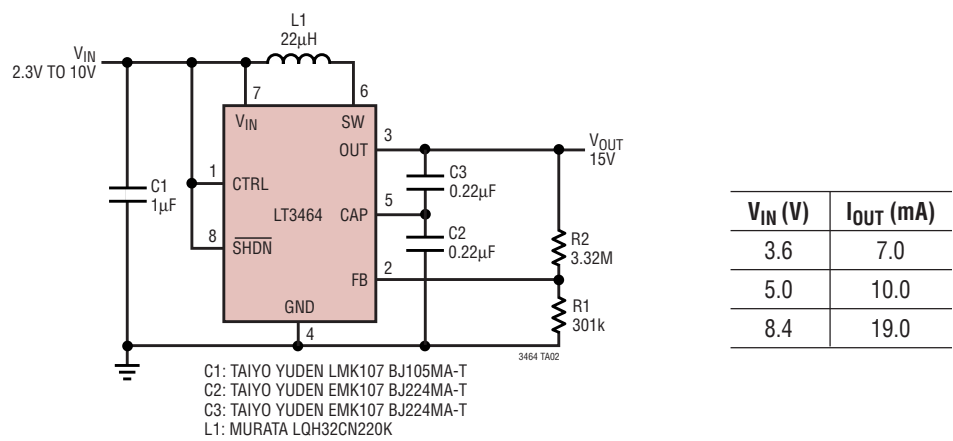 L1
22µH
VIN
2.3V TO 10V
7
6
VIN
SW
3
OUT
VOUT
15V
1
CTRL
C1
1µF
LT3464
C3
0.22µF
CAP
5
C2
0.22µF
8
SHDN
R2
3.32M
FB
2
GND
4
R1
301k
3464 TA02
C1: TAIYO YUDEN LMK107 BJ105MA-T
C2: TAIYO YUDEN EMK107 BJ224MA-T
C3: TAIYO YUDEN EMK107 BJ224MA-T
L1: MURATA LQH32CN220K
VIN (V) IOUT (mA)
3.6 7.0
5.0 10.0
8.4 19.0